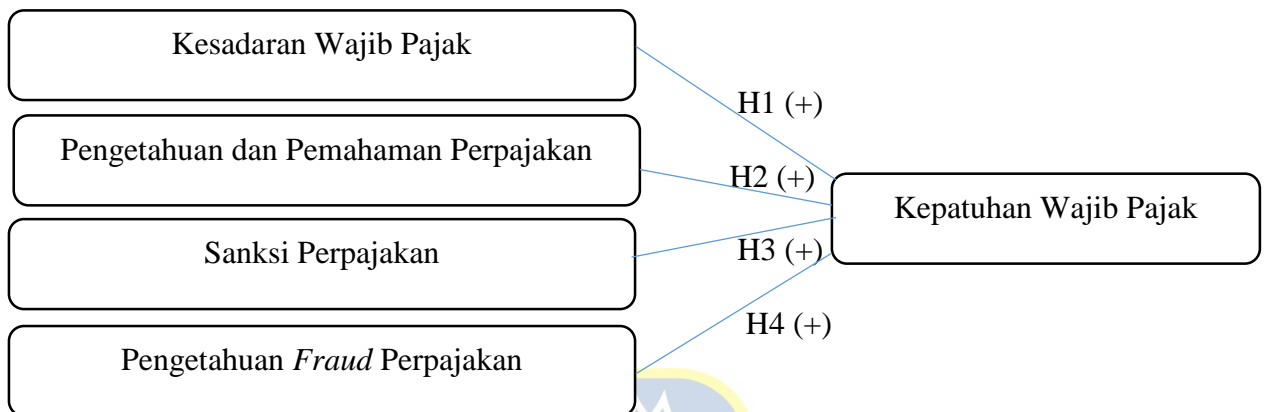 Kesadaran Wajib Pajak
H1 (+)
Pengetahuan dan Pemahaman Perpajakan
H2 (+)
Kepatuhan Wajib Pajak
Sanksi Perpajakan
H3 (+)
H4 (+)
Pengetahuan Fraud Perpajakan